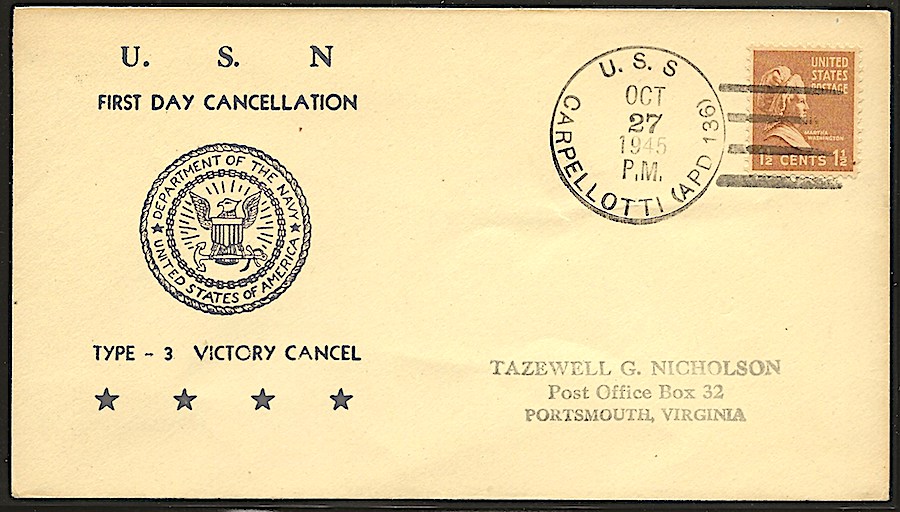 U. S. N
FIRST DAY CANCELLATION
DEPARTMENT OF THE NAVY
UNITED STATES OF AMERICA
TYPE - 3 VICTORY CANCEL
U. S. S
CARPELLOTTI (APD 136)
OCT
27
1945
P.M.
UNITED
STATES
POSTAGE
MARTHA
WASHINGTON
1½ CENTS 1½
TAZEWELL G. NICHOLSON
Post Office Box 32
PORTSMOUTH, VIRGINIA